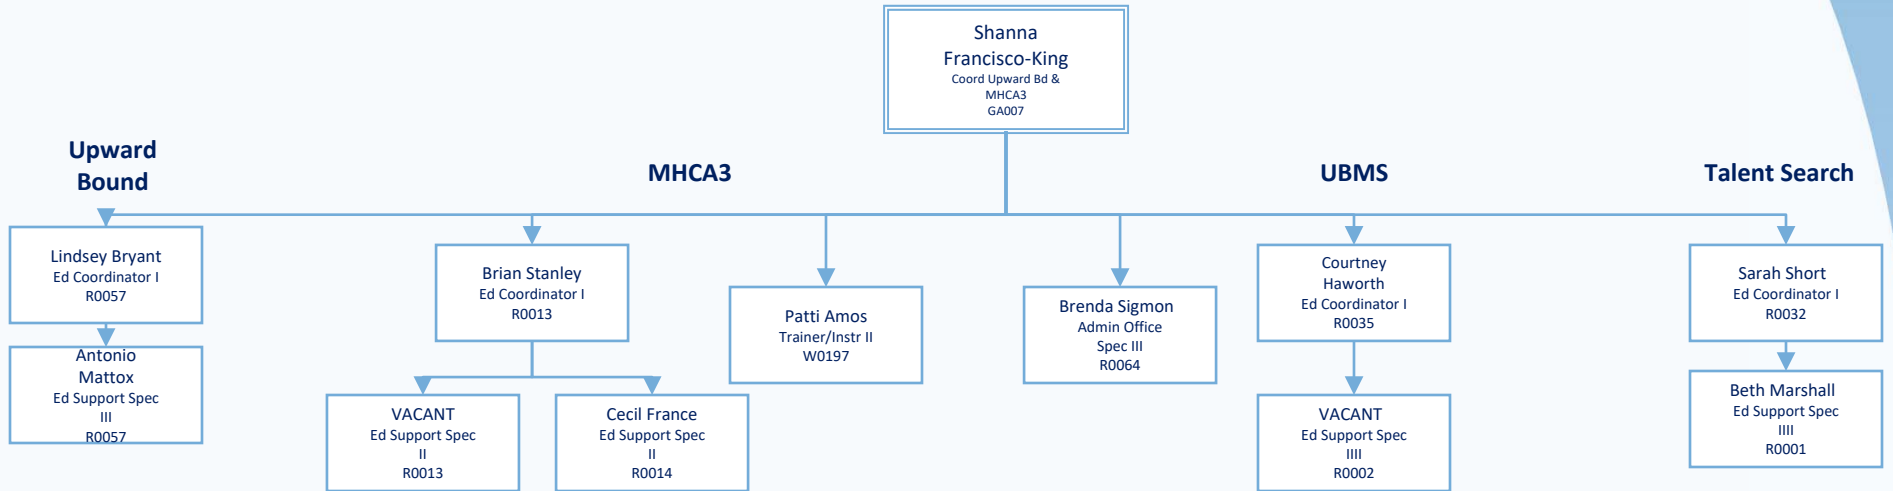 Shanna
Francisco-King
Coord Upward Bd &
MHCA3
GA007
Upward
Bound
MHCA3
UBMS
Talent Search
Lindsey Bryant
Ed Coordinator I
R0057
Antonio
Mattox
Ed Support Spec
III
R0057
Brian Stanley
Ed Coordinator I
R0013
VACANT
Ed Support Spec
II
R0013
Cecil France
Ed Support Spec
II
R0014
Patti Amos
Trainer/Instr II
W0197
Brenda Sigmon
Admin Office
Spec III
R0064
Courtney
Haworth
Ed Coordinator I
R0035
VACANT
Ed Support Spec
IIII
R0002
Sarah Short
Ed Coordinator I
R0032
Beth Marshall
Ed Support Spec
IIII
R0001